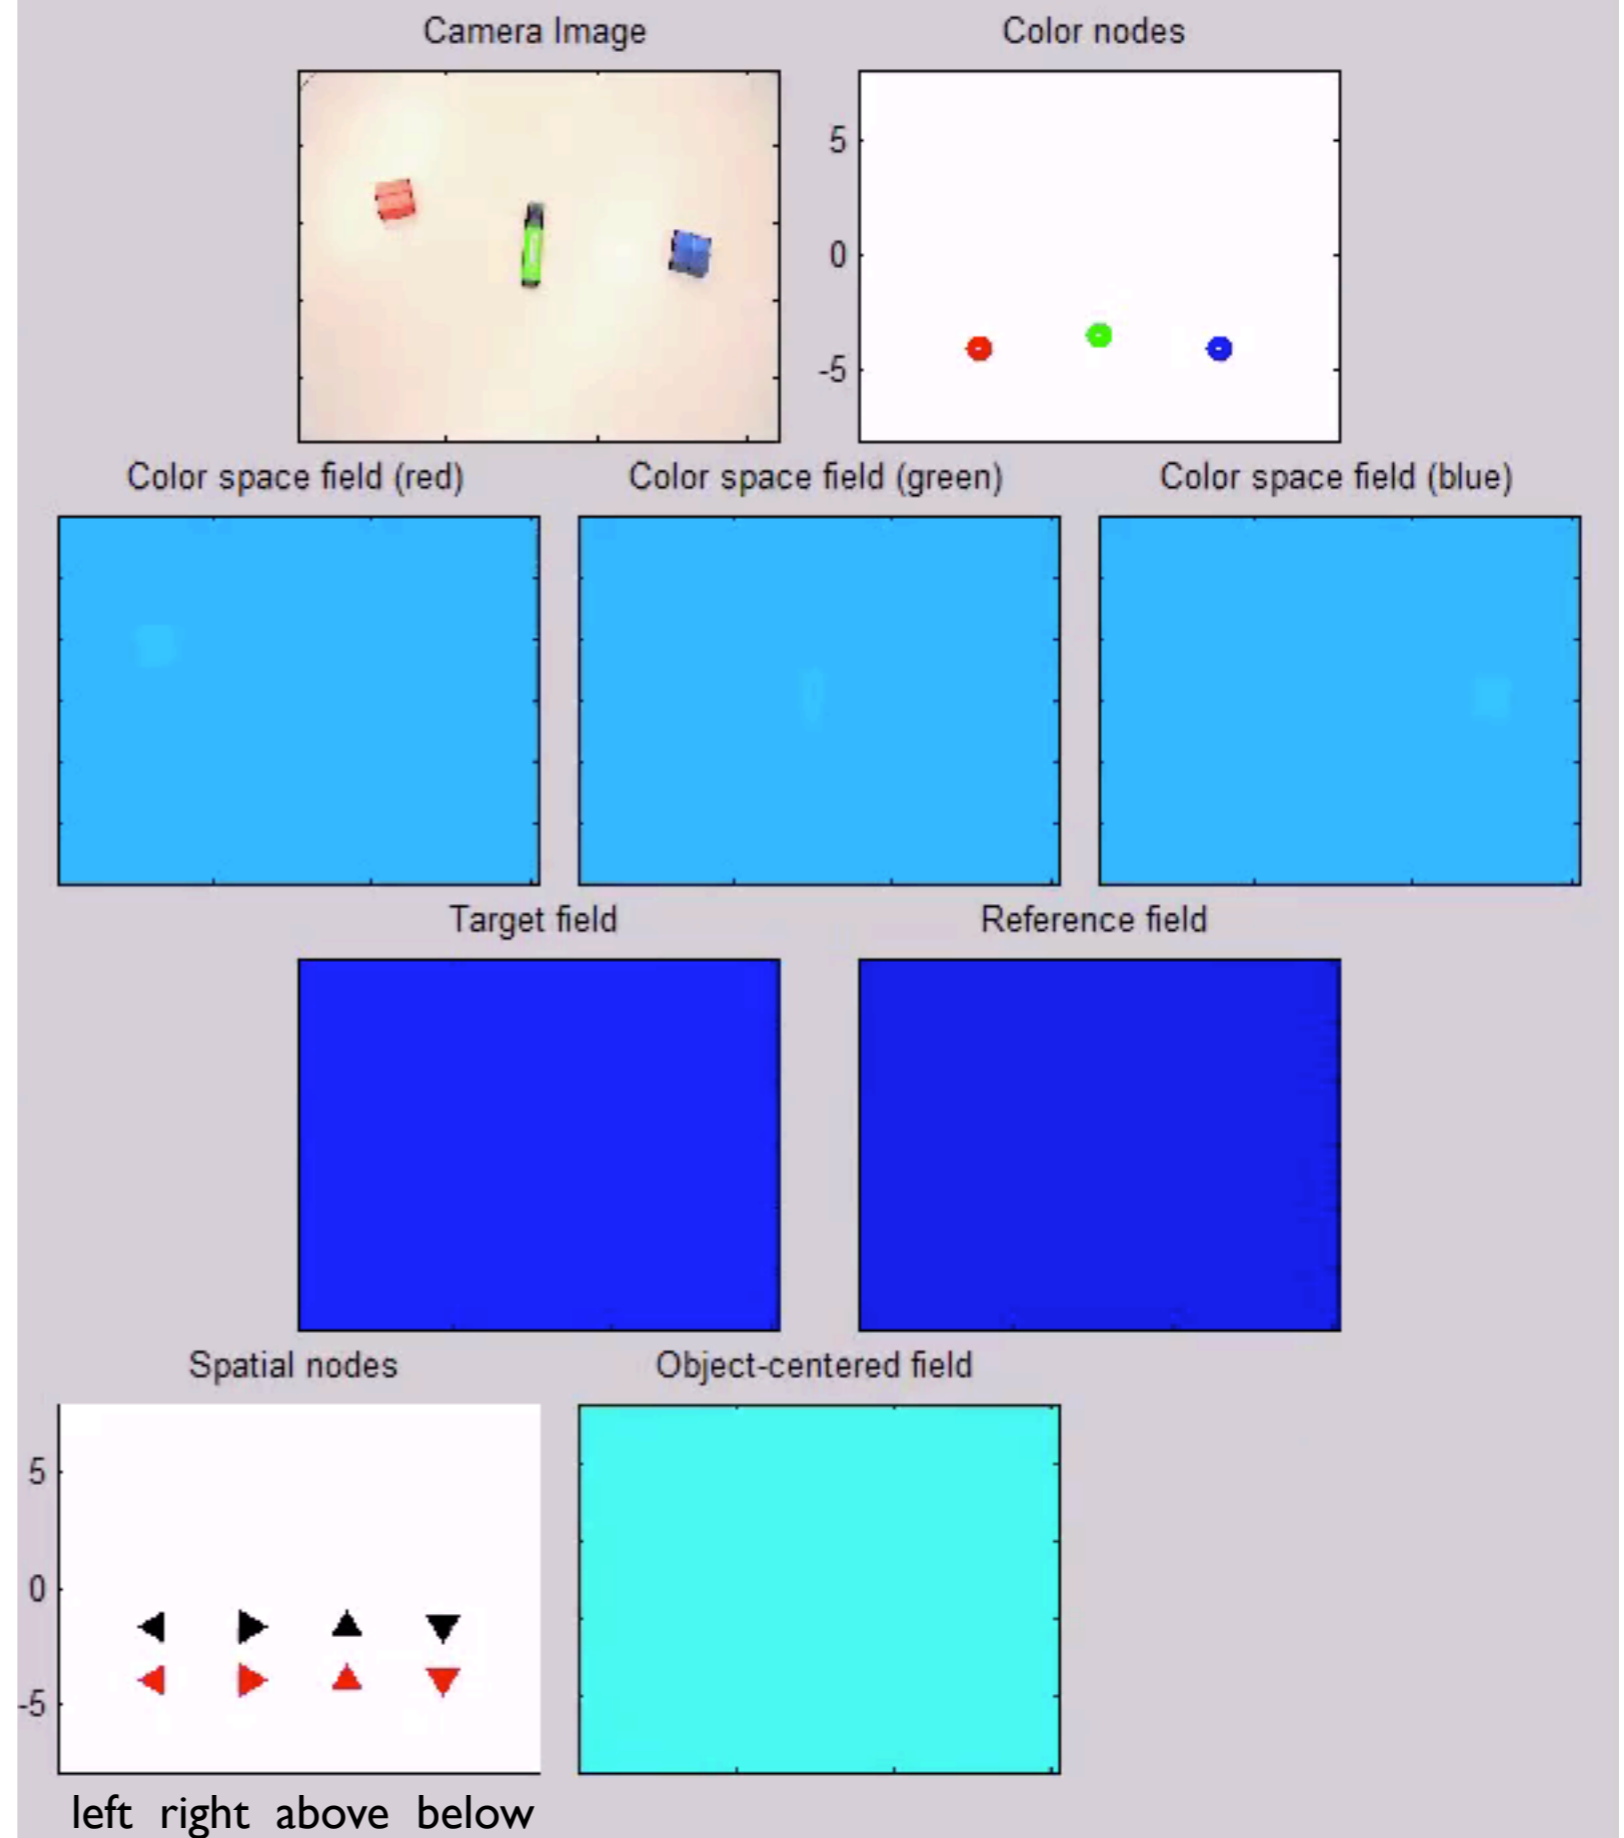 Camera Image
Color nodes
5
0
-5
Color space field (red)
Color space field (green)
Color space field (blue)
Target field
Reference field
Spatial nodes
Object-centered field
5
0
-5
left right above below